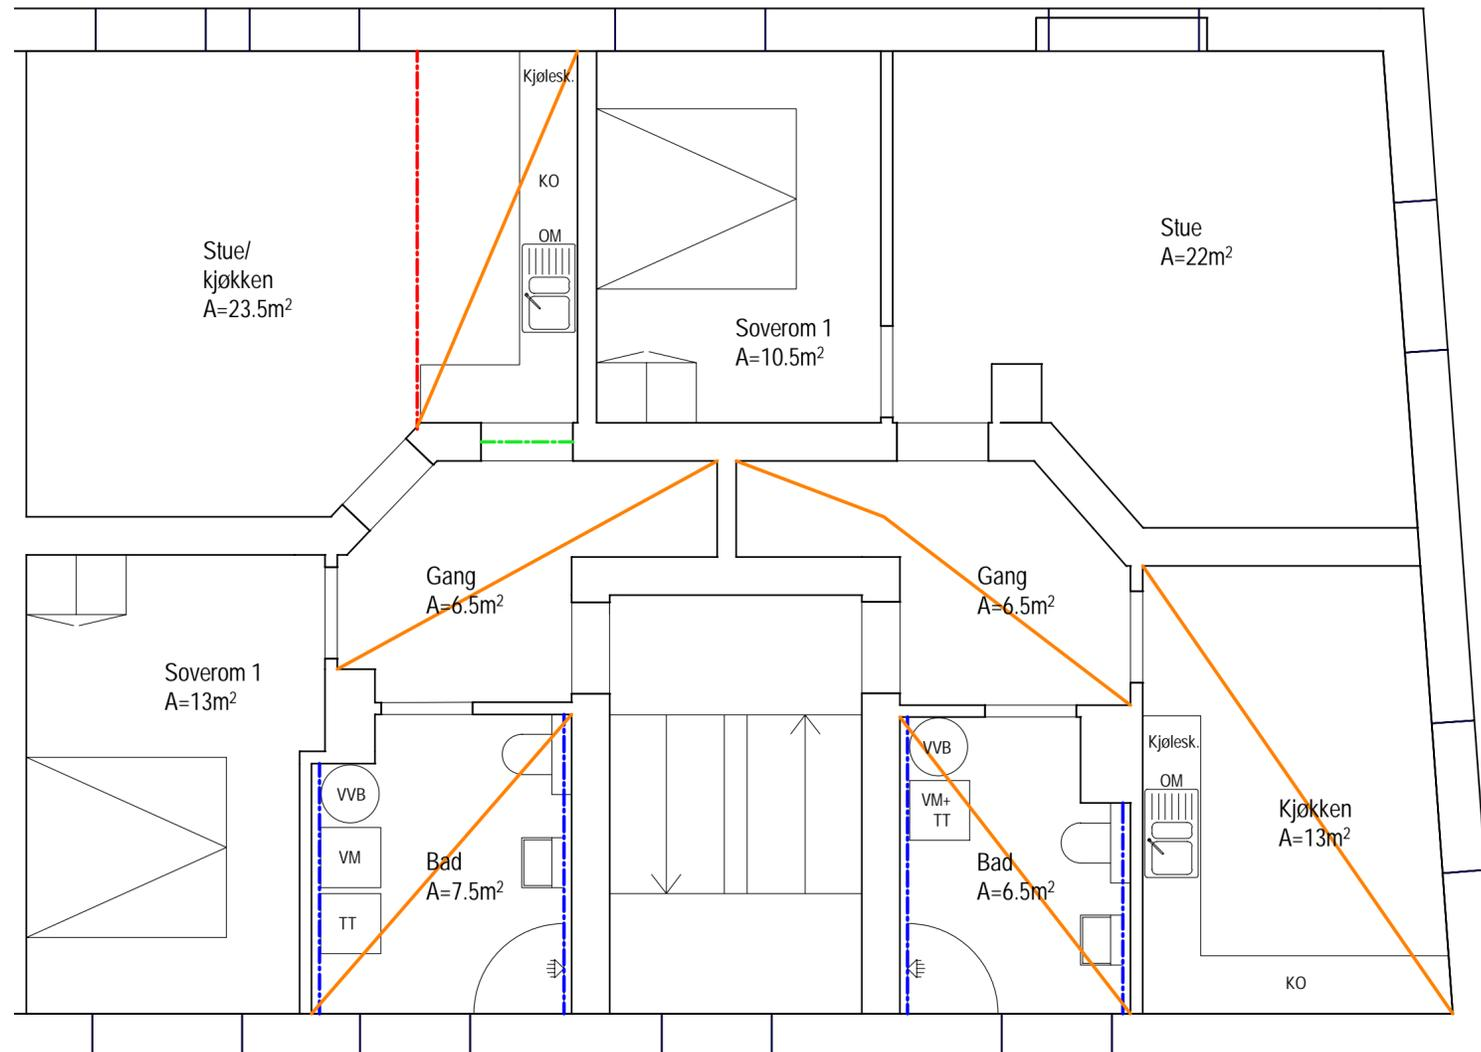 Kjølesk.
KO
OM
Stue/
kjøkken
A=23.5m²
Soverom 1
A=10.5m²
Stue
A=22m²
Gang
A=6.5m²
Gang
A=6.5m²
Soverom 1
A=13m²
VVB
VM
TT
Bad
A=7.5m²
VVB
VM+
TT
Bad
A=6.5m²
Kjølesk.
OM
Kjøkken
A=13m²
KO